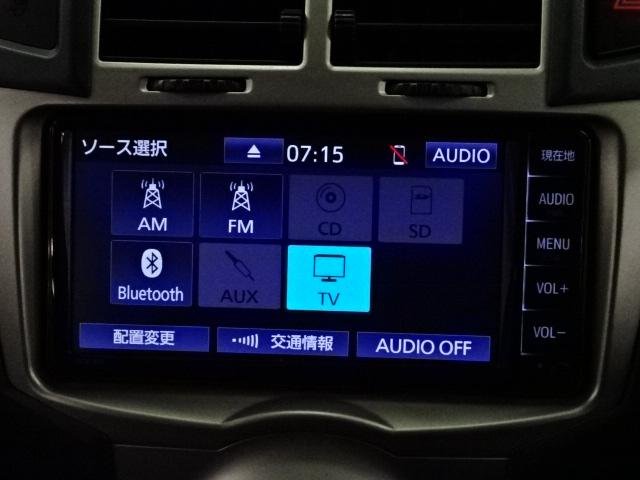 ソース選択
07:15
AUDIO
AM
FM
CD
SD
Bluetooth
AUX
TV
配置変更
交通情報
AUDIO OFF
現在地
AUDIO
MENU
VOL+
VOL-